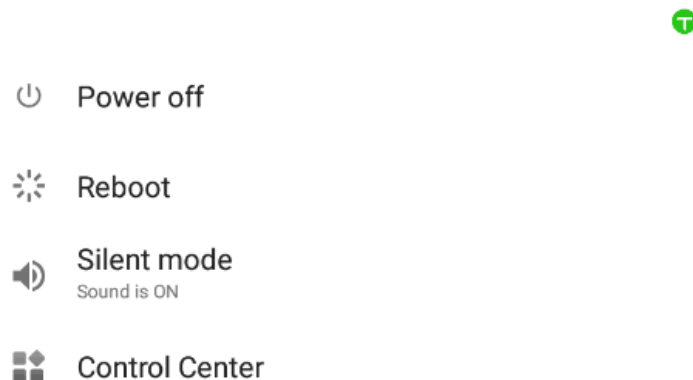 T
Power off
Reboot
Silent mode
Sound is ON
Control Center